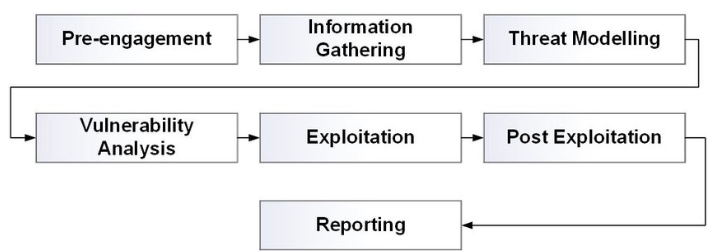 Pre-engagement
Information
Gathering
Threat Modelling
Vulnerability
Analysis
Exploitation
Post Exploitation
Reporting